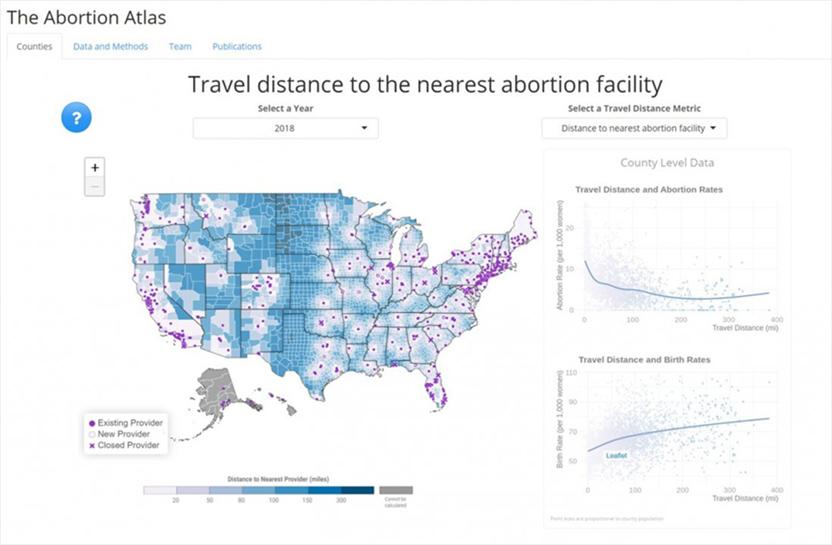 The Abortion Atlas
Counties Data and Methods Team Publications
Travel distance to the nearest abortion facility
?
Select a Year
2018
Select a Travel Distance Metric
Distance to nearest abortion facility
+
−
County Level Data
Travel Distance and Abortion Rates
Abortion Rate (per 1,000 women)
20
10
0
0 100 200 300 400
Travel Distance (mi)
Travel Distance and Birth Rates
Birth Rate (per 1,000 women)
110
90
70
50
Leaflet
0 100 200 300 400
Travel Distance (mi)
Point sizes are proportional to county population
Existing Provider
New Provider
Closed Provider
Distance to Nearest Provider (miles)
20 50 80 100 150 300
Cannot be
calculated